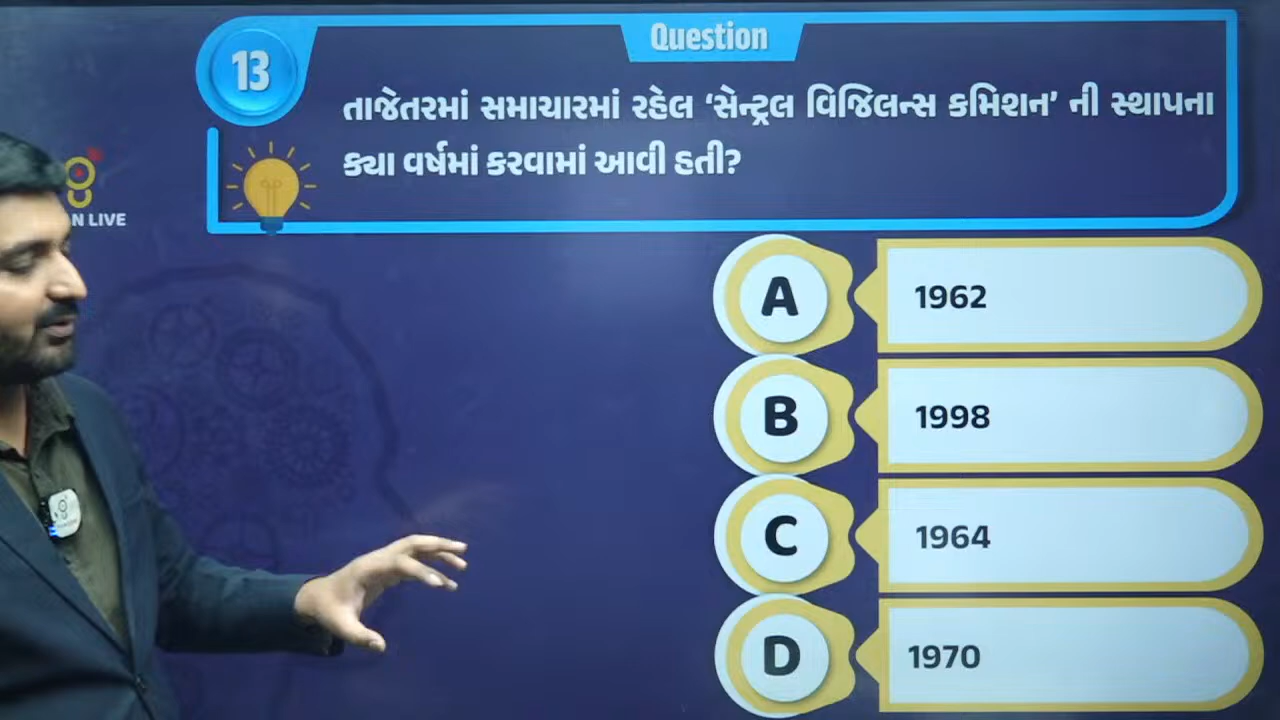 Question
13
તાજેતરમાં સમાચારમાં રહેલ ‘સેન્ટ્રલ વિજિલન્સ કમિશન’ ની સ્થાપના
ક્યા વર્ષમાં કરવામાં આવી હતી?
N LIVE
A
1962
B
1998
C
1964
D
1970